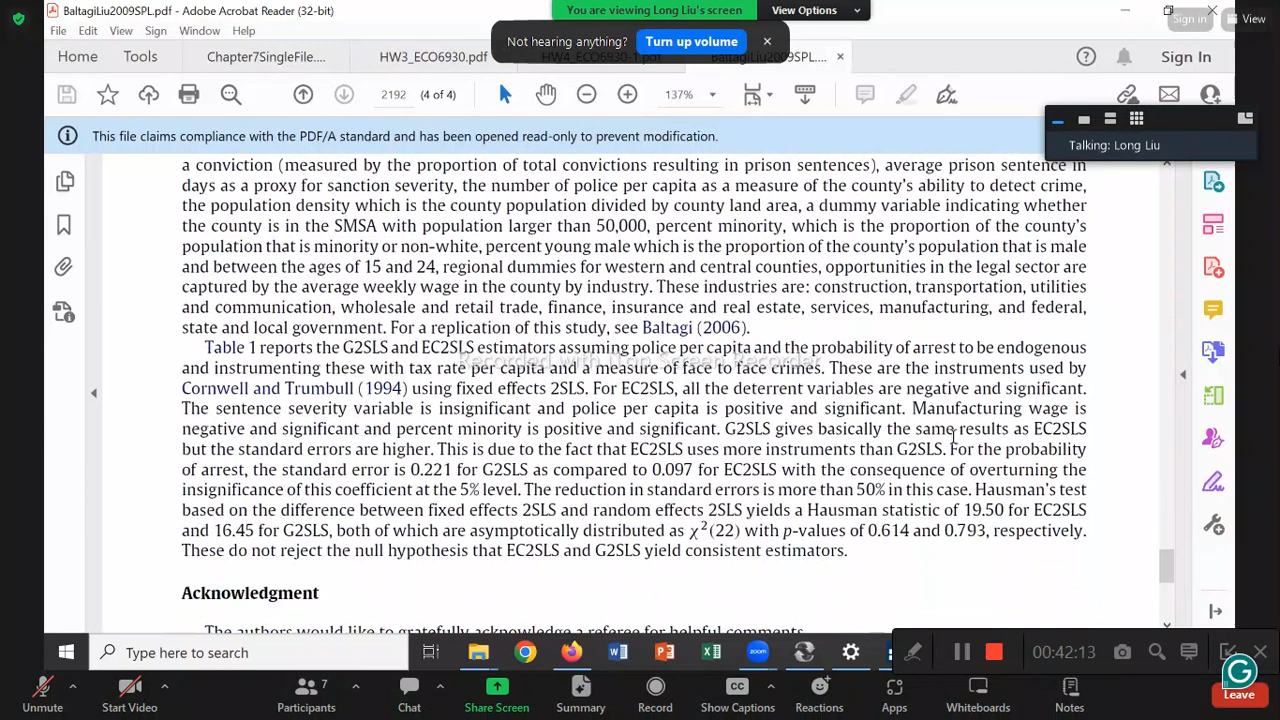 BaltagiLiu2009SPL.pdf - Adobe Acrobat Reader (32-bit)
You are viewing Long Liu's screen
View Options
Sign in
View
File Edit View Sign Window Help
Not hearing anything? Turn up volume
Home Tools Chapter7SingleFile.... HW3_ECO6930.pdf HW4_ECO6930-1.pdf BaltagiLiu2009SPL.... Sign In
2192 (4 of 4) 137%
This file claims compliance with the PDF/A standard and has been opened read-only to prevent modification.
Talking: Long Liu
a conviction (measured by the proportion of total convictions resulting in prison sentences), average prison sentence in
days as a proxy for sanction severity, the number of police per capita as a measure of the county's ability to detect crime,
the population density which is the county population divided by county land area, a dummy variable indicating whether
the county is in the SMSA with population larger than 50,000, percent minority, which is the proportion of the county's
population that is minority or non-white, percent young male which is the proportion of the county's population that is male
and between the ages of 15 and 24, regional dummies for western and central counties, opportunities in the legal sector are
captured by the average weekly wage in the county by industry. These industries are: construction, transportation, utilities
and communication, wholesale and retail trade, finance, insurance and real estate, services, manufacturing, and federal,
state and local government. For a replication of this study, see Baltagi (2006).
Table 1 reports the G2SLS and EC2SLS estimators assuming police per capita and the probability of arrest to be endogenous
Recorded with iTop Screen Recorder
and instrumenting these with tax rate per capita and a measure of face to face crimes. These are the instruments used by
Cornwell and Trumbull (1994) using fixed effects 2SLS. For EC2SLS, all the deterrent variables are negative and significant.
The sentence severity variable is insignificant and police per capita is positive and significant. Manufacturing wage is
negative and significant and percent minority is positive and significant. G2SLS gives basically the same results as EC2SLS
but the standard errors are higher. This is due to the fact that EC2SLS uses more instruments than G2SLS. For the probability
of arrest, the standard error is 0.221 for G2SLS as compared to 0.097 for EC2SLS with the consequence of overturning the
insignificance of this coefficient at the 5% level. The reduction in standard errors is more than 50% in this case. Hausman's test
based on the difference between fixed effects 2SLS and random effects 2SLS yields a Hausman statistic of 19.50 for EC2SLS
and 16.45 for G2SLS, both of which are asymptotically distributed as χ²(22) with p-values of 0.614 and 0.793, respectively.
These do not reject the null hypothesis that EC2SLS and G2SLS yield consistent estimators.
Acknowledgment
The authors would like to gratefully acknowledge a referee for helpful comments.
Type here to search
00:42:13
Unmute Start Video Participants 7 Chat Share Screen Summary Record Show Captions Reactions Apps Whiteboards Notes Leave